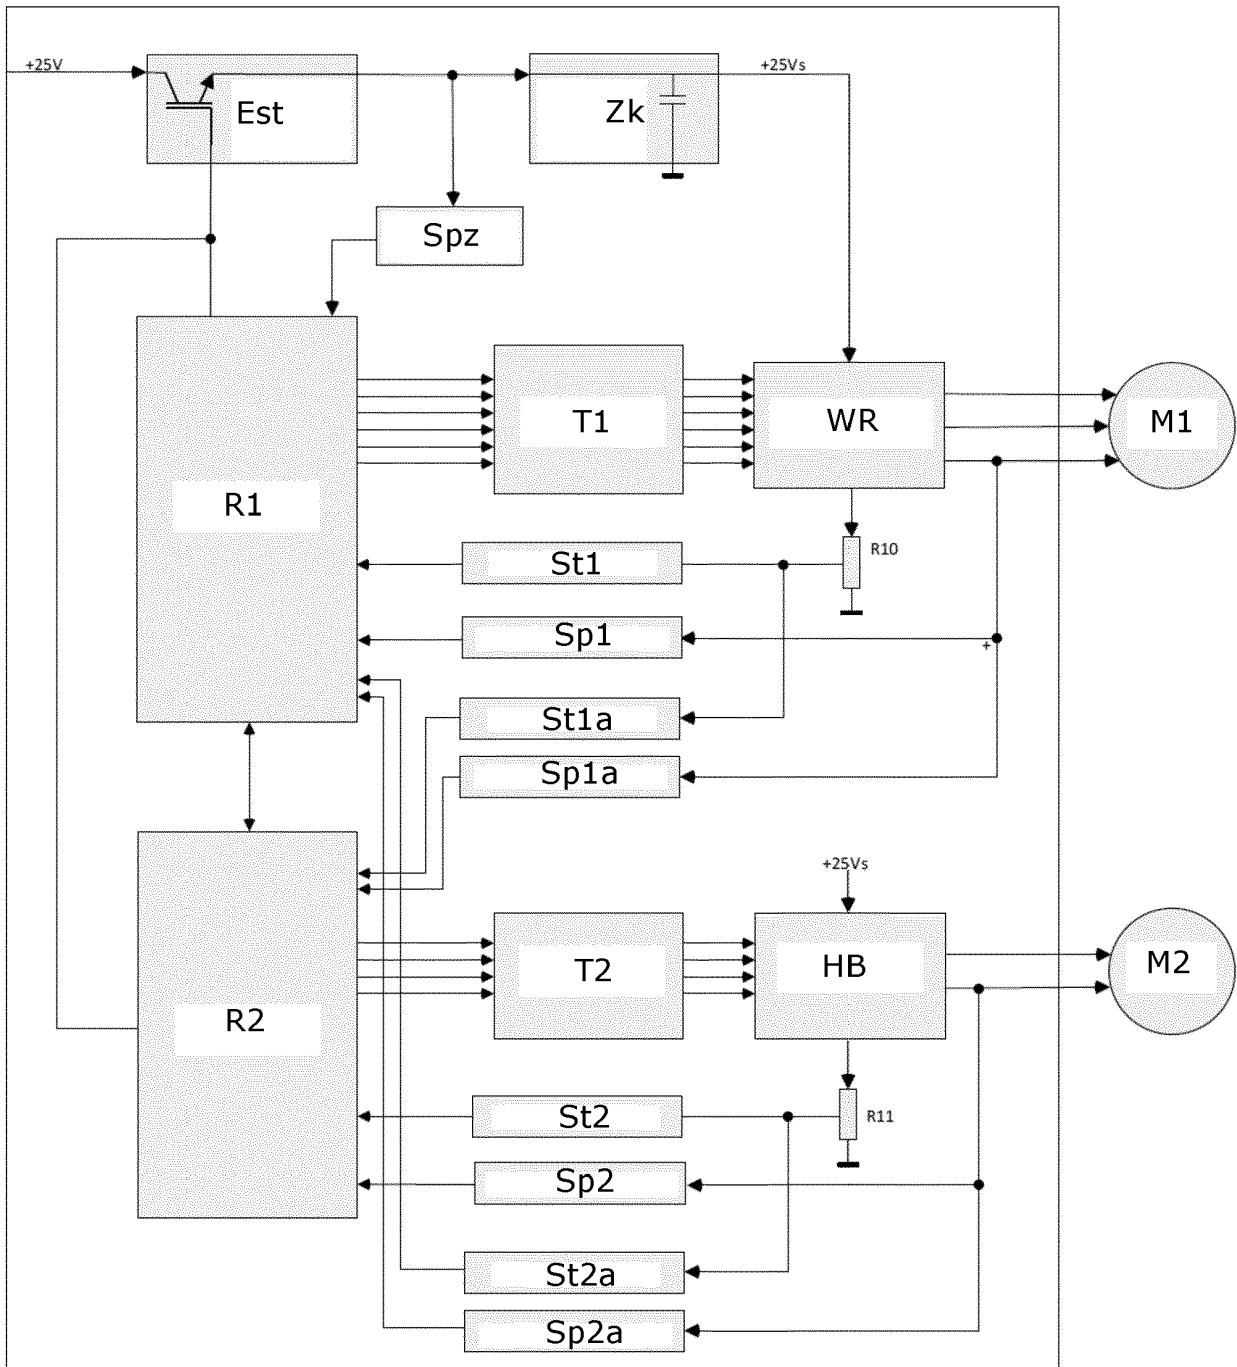 +25V
Est
Zk
+25Vs
Spz
R1
T1
WR
M1
St1
R10
Sp1
+
St1a
Sp1a
+25Vs
R2
T2
HB
M2
St2
R11
Sp2
St2a
Sp2a